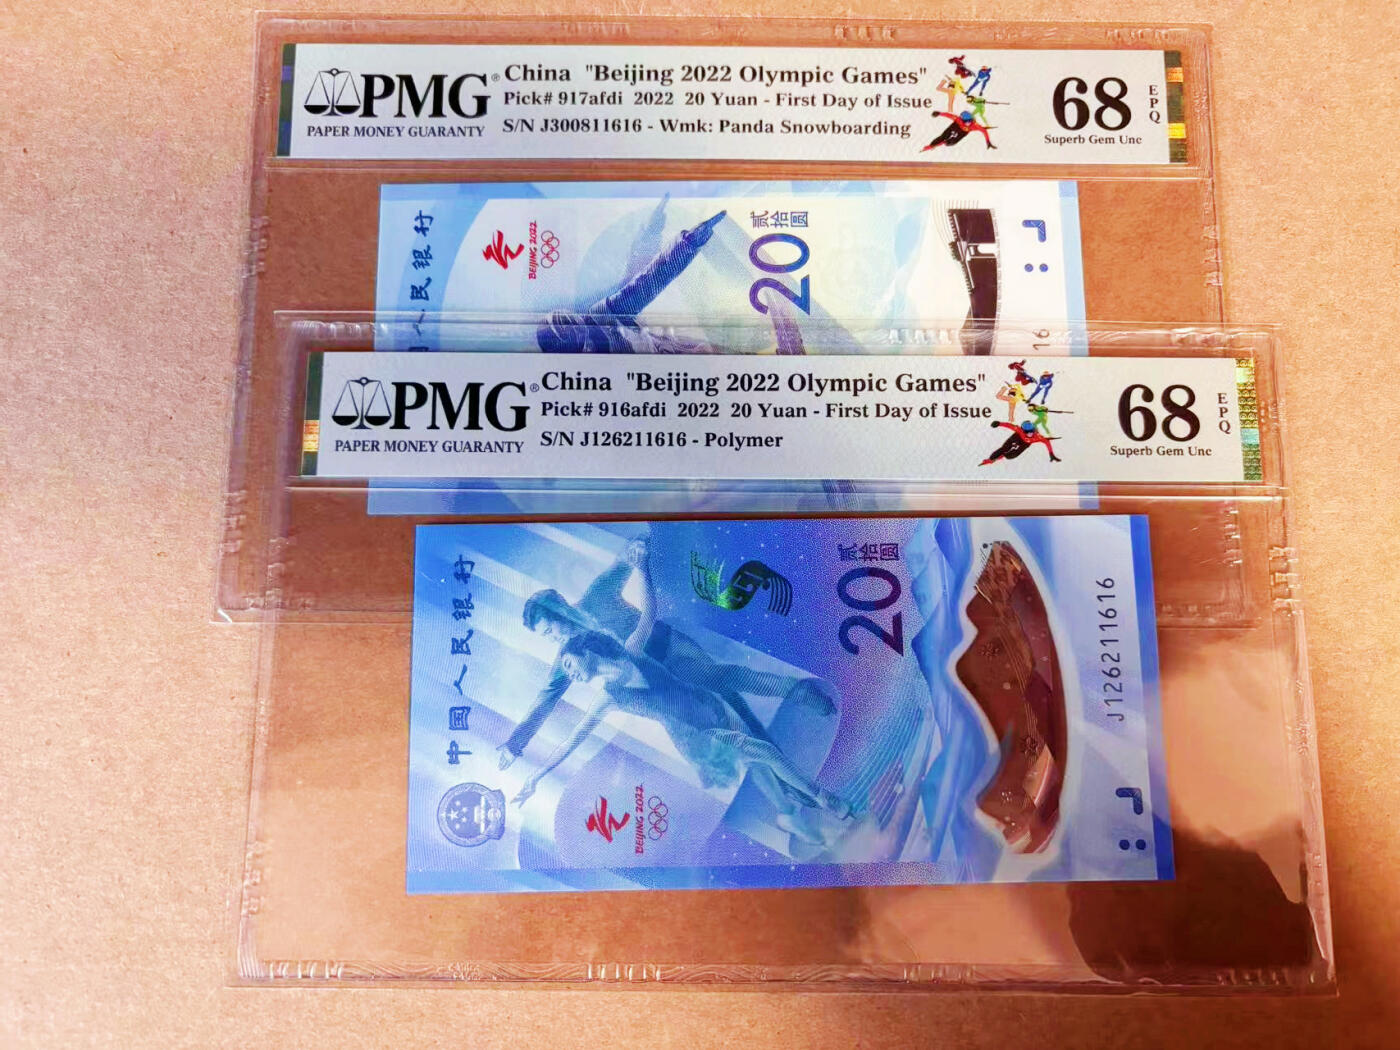 PMG®
PAPER MONEY GUARANTY
China "Beijing 2022 Olympic Games"
Pick# 917afdi 2022 20 Yuan - First Day of Issue
S/N J300811616 - Wmk: Panda Snowboarding
68
EPQ
Superb Gem Unc
人民银行
BEIJING 2022
贰拾圆
20
16
PMG®
PAPER MONEY GUARANTY
China "Beijing 2022 Olympic Games"
Pick# 916afdi 2022 20 Yuan - First Day of Issue
S/N J126211616 - Polymer
68
EPQ
Superb Gem Unc
中国人民银行
BEIJING 2022
贰拾圆
20
J126211616